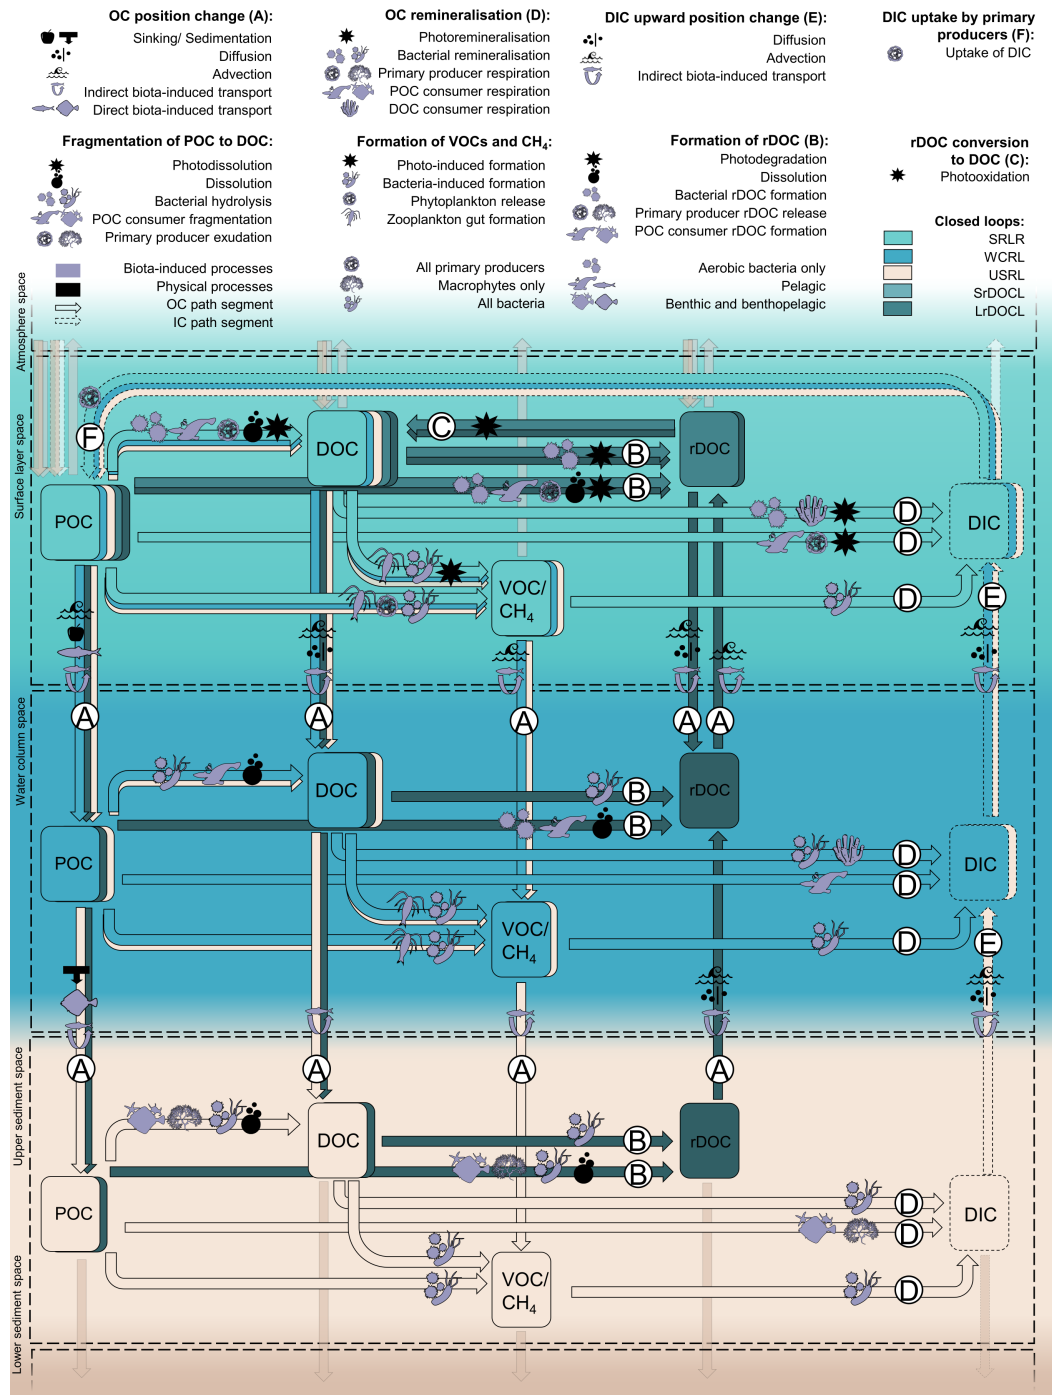 OC position change (A):
Sinking/ Sedimentation
Diffusion
Advection
Indirect biota-induced transport
Direct biota-induced transport
OC remineralisation (D):
Photoremineralisation
Bacterial remineralisation
Primary producer respiration
POC consumer respiration
DOC consumer respiration
DIC upward position change (E):
Diffusion
Advection
Indirect biota-induced transport
DIC uptake by primary
producers (F):
Uptake of DIC
Fragmentation of POC to DOC:
Photodissolution
Dissolution
Bacterial hydrolysis
POC consumer fragmentation
Primary producer exudation
Formation of VOCs and CH4:
Photo-induced formation
Bacteria-induced formation
Phytoplankton release
Zooplankton gut formation
Formation of rDOC (B):
Photodegradation
Dissolution
Bacterial rDOC formation
Primary producer rDOC release
POC consumer rDOC formation
rDOC conversion
to DOC (C):
Photooxidation
Biota-induced processes
Physical processes
OC path segment
IC path segment
All primary producers
Macrophytes only
All bacteria
Aerobic bacteria only
Pelagic
Benthic and benthopelagic
Closed loops:
SRLR
WCRL
USRL
SrDOCL
LrDOCL
Atmosphere space
Surface layer space
F
DOC
C
B
rDOC
B
POC
D
D
DIC
VOC/
CH4
D
E
Water column space
A
A
A
A
A
DOC
B
rDOC
B
POC
D
D
DIC
VOC/
CH4
D
E
Upper sediment space
A
A
A
A
DOC
B
rDOC
B
POC
D
D
DIC
VOC/
CH4
D
Lower sediment space